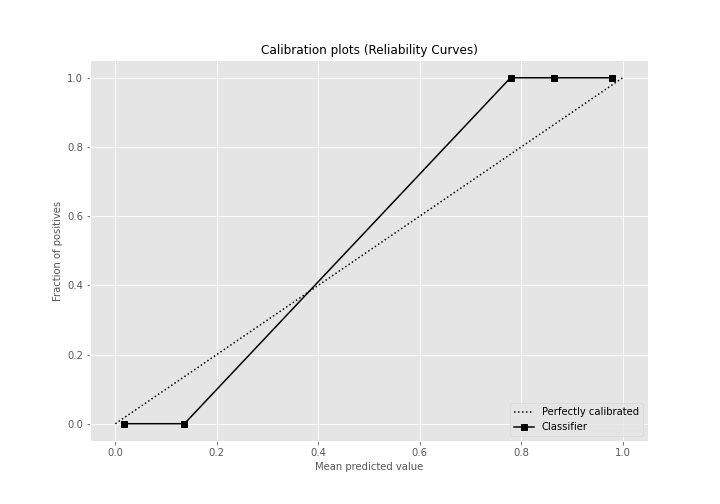 Calibration plots (Reliability Curves)
1.0
0.8
0.6
0.4
0.2
0.0
Fraction of positives
0.0 0.2 0.4 0.6 0.8 1.0
Mean predicted value
Perfectly calibrated
Classifier